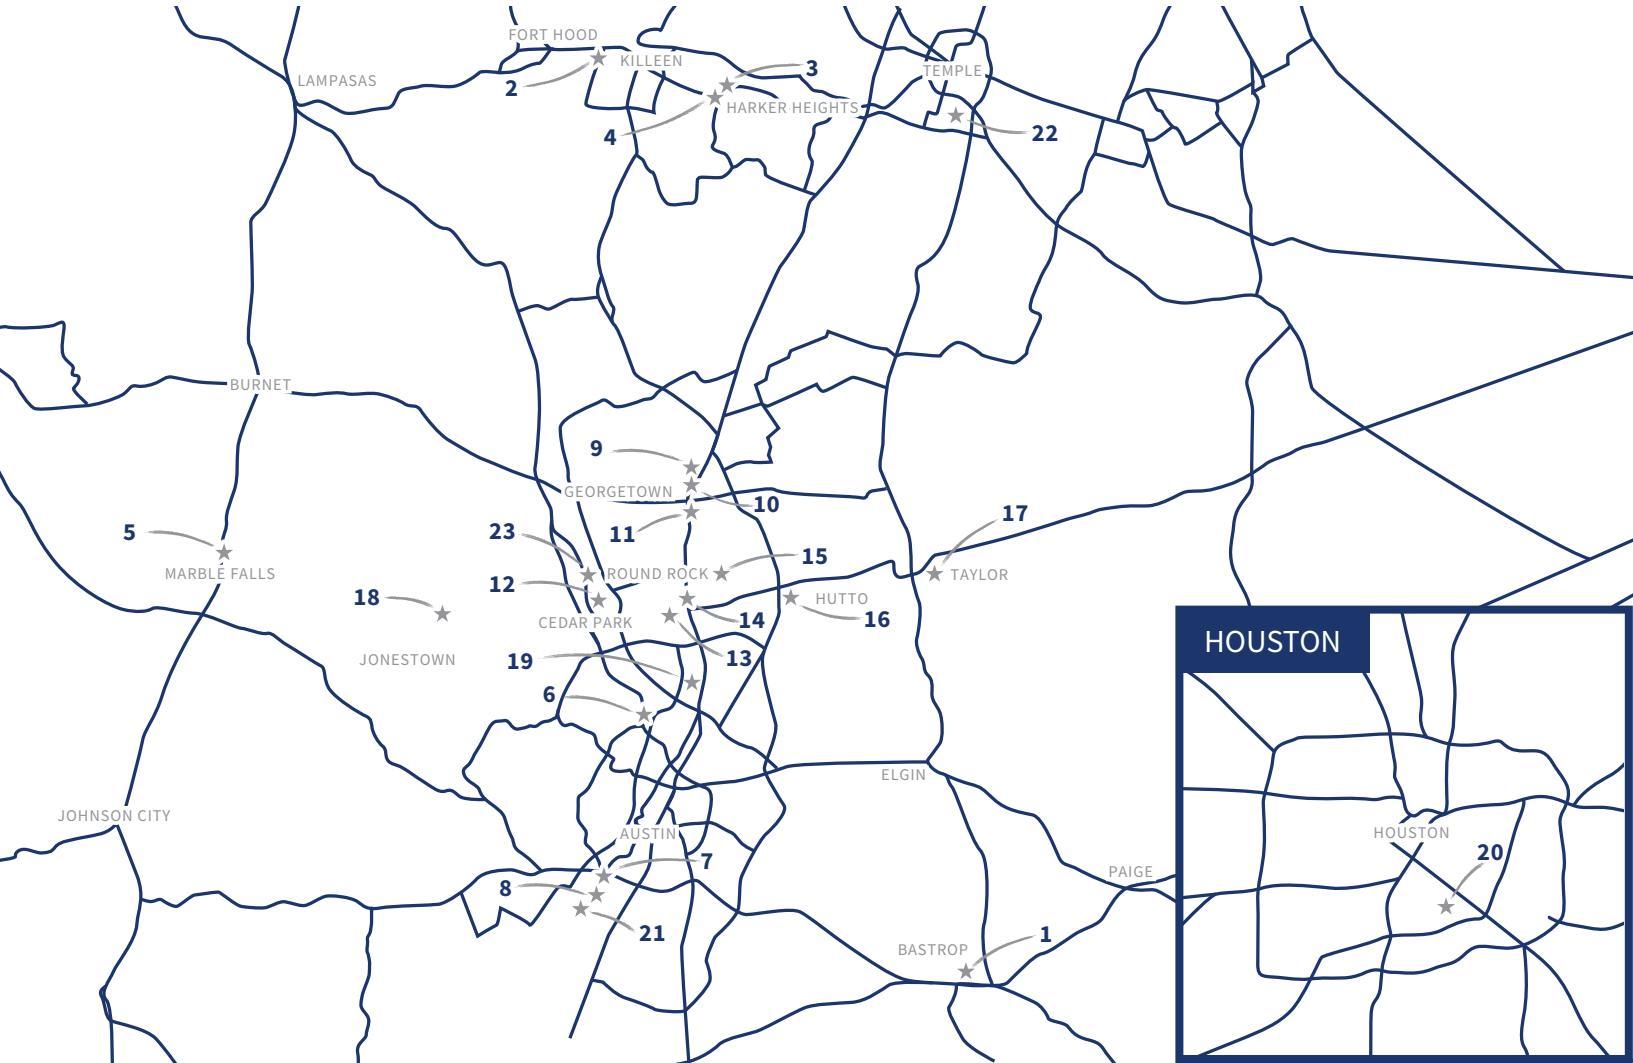 FORT HOOD
KILLEEN
3
TEMPLE
LAMPASAS
2
HARKER HEIGHTS
4
22
BURNET
9
GEORGETOWN
10
17
5
23
11
15
MARBLE FALLS
ROUND ROCK
TAYLOR
12
18
HUTTO
CEDAR PARK
14
16
JONESTOWN
19
13
HOUSTON
6
ELGIN
JOHNSON CITY
AUSTIN
HOUSTON
20
7
PAIGE
8
21
BASTROP
1